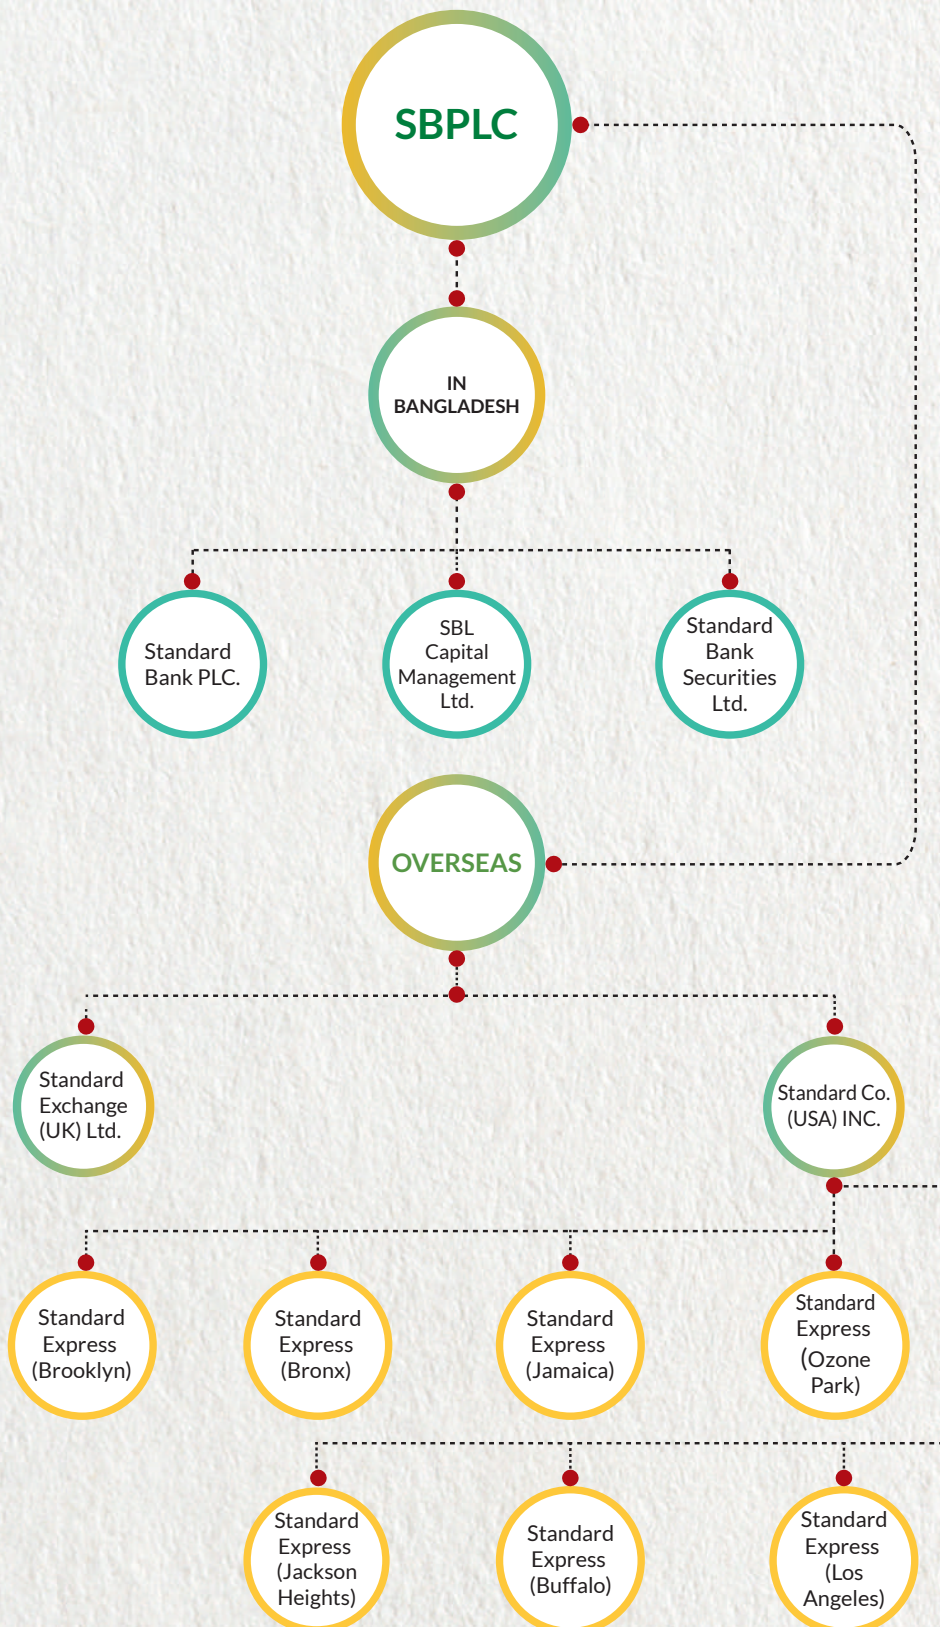 SBPLC
IN
BANGLADESH
Standard
Bank PLC.
SBL
Capital
Management
Ltd.
Standard
Bank
Securities
Ltd.
OVERSEAS
Standard
Exchange
(UK) Ltd.
Standard Co.
(USA) INC.
Standard
Express
(Brooklyn)
Standard
Express
(Bronx)
Standard
Express
(Jamaica)
Standard
Express
(Ozone
Park)
Standard
Express
(Jackson
Heights)
Standard
Express
(Buffalo)
Standard
Express
(Los
Angeles)